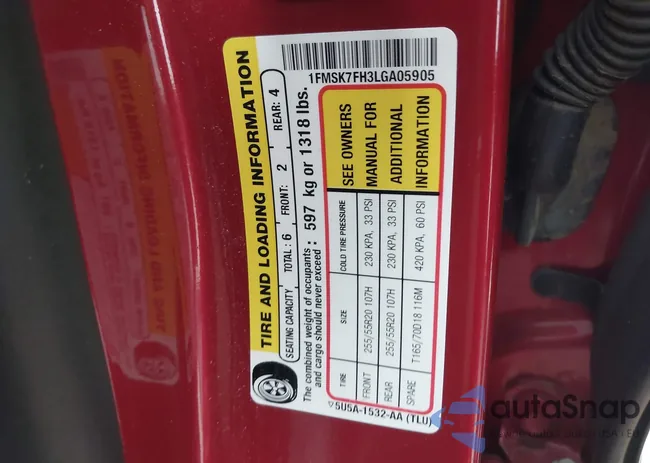 1FMSK7FH3LGA05905
TIRE AND LOADING INFORMATION
SEATING CAPACITY TOTAL: 6 FRONT: 2 REAR: 4
The combined weight of occupants
and cargo should never exceed : 597 kg or 1318 lbs.
TIRE SIZE COLD TIRE PRESSURE
FRONT 255/55R20 107H 230 KPA, 33 PSI
REAR 255/55R20 107H 230 KPA, 33 PSI
SPARE T165/70D18 116M 420 KPA, 60 PSI
SEE OWNERS
MANUAL FOR
ADDITIONAL
INFORMATION
5U5A-1532-AA (TLU)
autoSnap